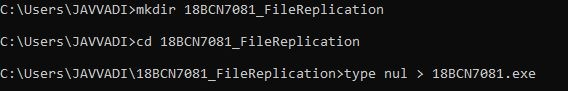 C:\Users\JAVVADI>mkdir 18BCN7081_FileReplication
C:\Users\JAVVADI>cd 18BCN7081_FileReplication
C:\Users\JAVVADI\18BCN7081_FileReplication>type nul > 18BCN7081.exe